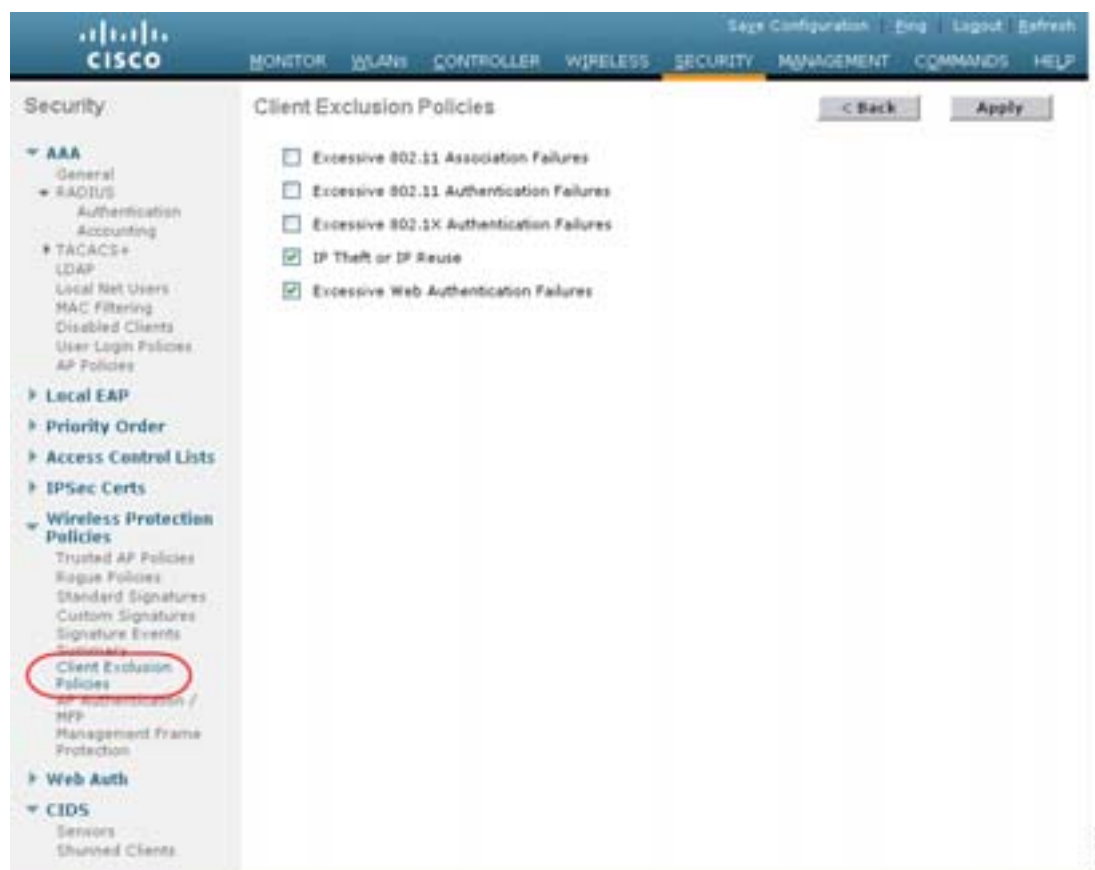 Save Configuration Ping Logout Refresh
CISCO
MONITOR WLANs CONTROLLER WIRELESS SECURITY MANAGEMENT COMMANDS HELP
Security
AAA
General
RADIUS
Authentication
Accounting
TACACS+
LDAP
Local Net Users
MAC Filtering
Disabled Clients
User Login Policies
AP Policies
Local EAP
Priority Order
Access Control Lists
IPSec Certs
Wireless Protection
Policies
Trusted AP Policies
Rogue Policies
Standard Signatures
Custom Signatures
Signature Events
Summary
Client Exclusion
Policies
AP Authentication /
MFP
Management Frame
Protection
Web Auth
CIDS
Sensors
Shunned Clients
Client Exclusion Policies
< Back Apply
Excessive 802.11 Association Failures
Excessive 802.11 Authentication Failures
Excessive 802.1X Authentication Failures
IP Theft or IP Reuse
Excessive Web Authentication Failures